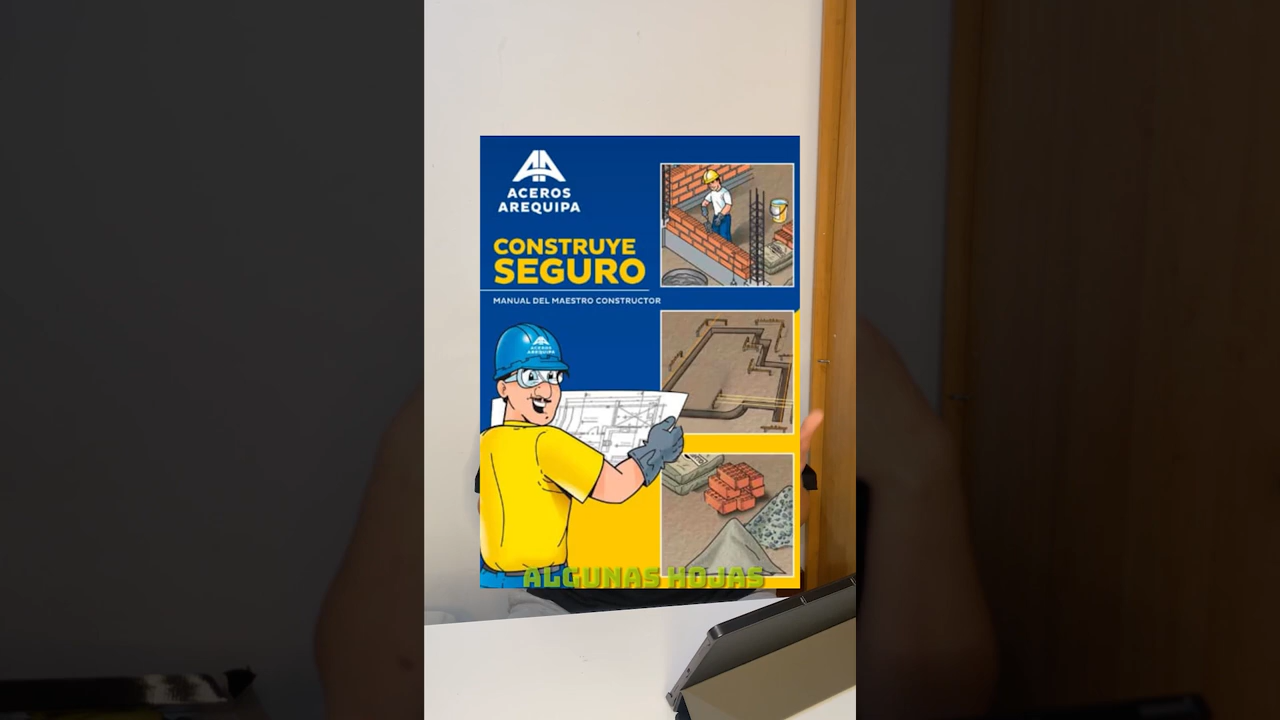 ACEROS
AREQUIPA
CONSTRUYE
SEGURO
MANUAL DEL MAESTRO CONSTRUCTOR
ACEROS
AREQUIPA
ALGUNAS HOJAS